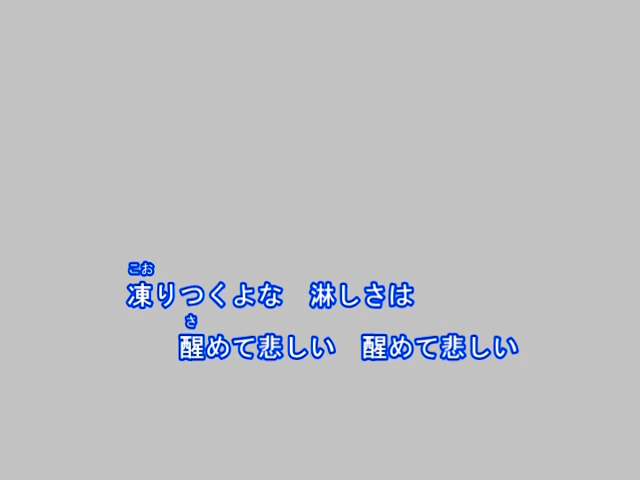 こお
凍りつくよな　淋しさは
さ
醒めて悲しい　醒めて悲しい